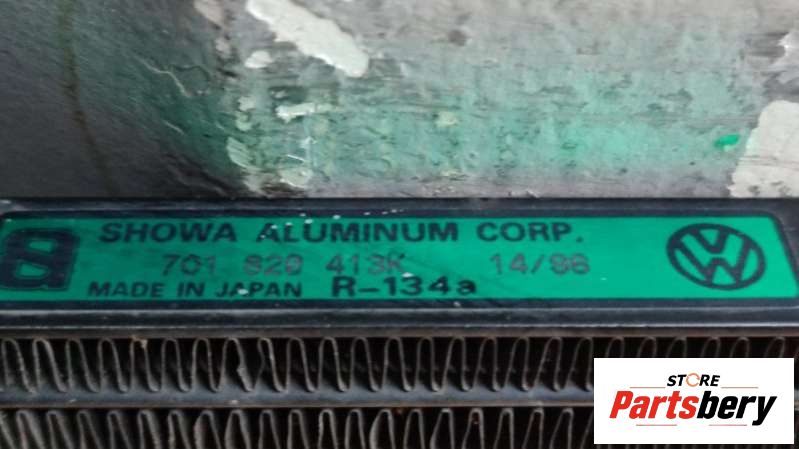 SHOWA ALUMINUM CORP.
701 820 413K 14/96
MADE IN JAPAN R-134a
VW
STORE
Partsbery